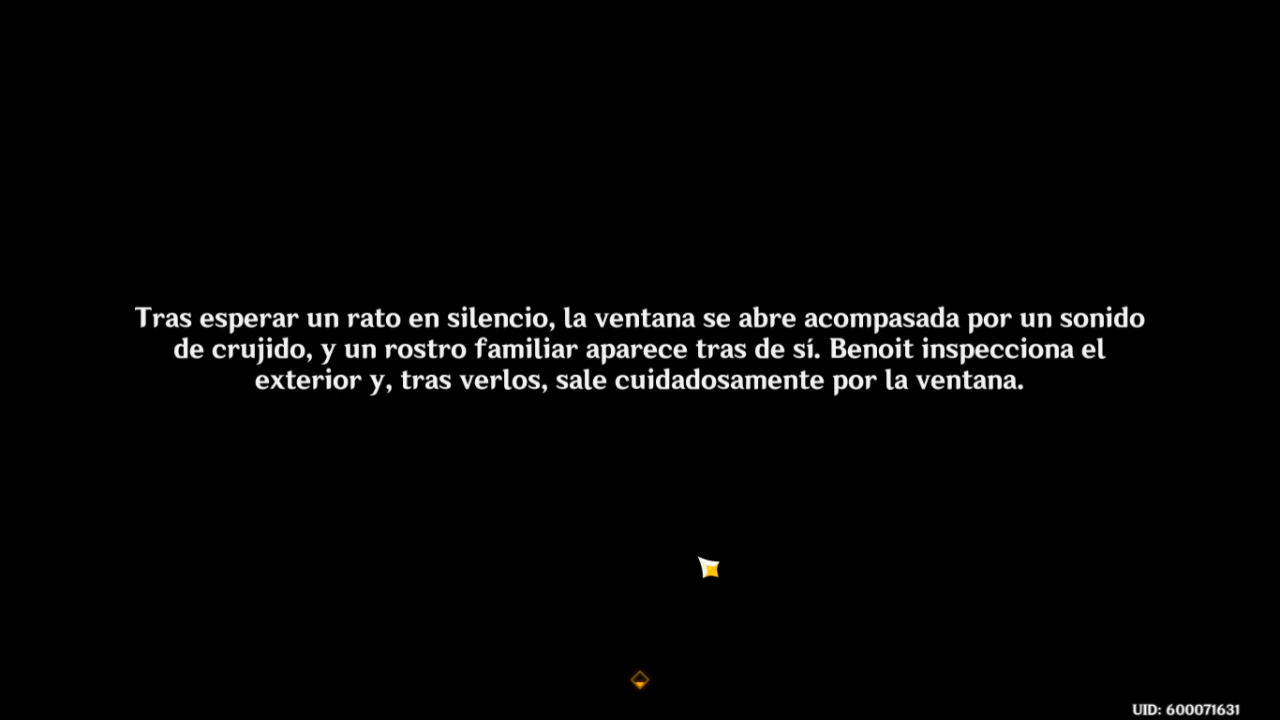 Tras esperar un rato en silencio, la ventana se abre acompasada por un sonido
de crujido, y un rostro familiar aparece tras de sí. Benoit inspecciona el
exterior y, tras verlos, sale cuidadosamente por la ventana.
UID: 600071631